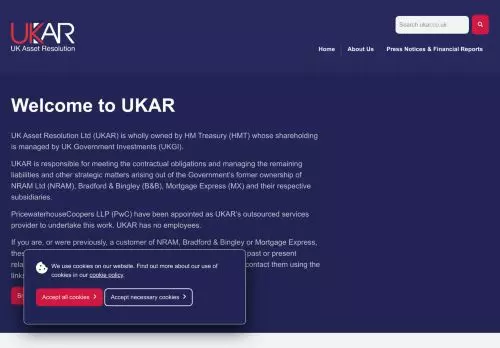 UKAR
UK Asset Resolution
Search ukar.co.uk
Home
About Us
Press Notices & Financial Reports
Welcome to UKAR
UK Asset Resolution Ltd (UKAR) is wholly owned by HM Treasury (HMT) whose shareholding
is managed by UK Government Investments (UKGI).
UKAR is responsible for meeting the contractual obligations and managing the remaining
liabilities and other strategic matters arising out of the Government's former ownership of
NRAM Ltd (NRAM), Bradford & Bingley (B&B), Mortgage Express (MX) and their respective
subsidiaries.
PricewaterhouseCoopers LLP (PwC) have been appointed as UKAR's outsourced services
provider to undertake this work. UKAR has no employees.
If you are, or were previously, a customer of NRAM, Bradford & Bingley or Mortgage Express,
past or present
contact them using the
We use cookies on our website. Find out more about our use
of cookies in our cookie policy.
Accept all cookies
Accept necessary cookies